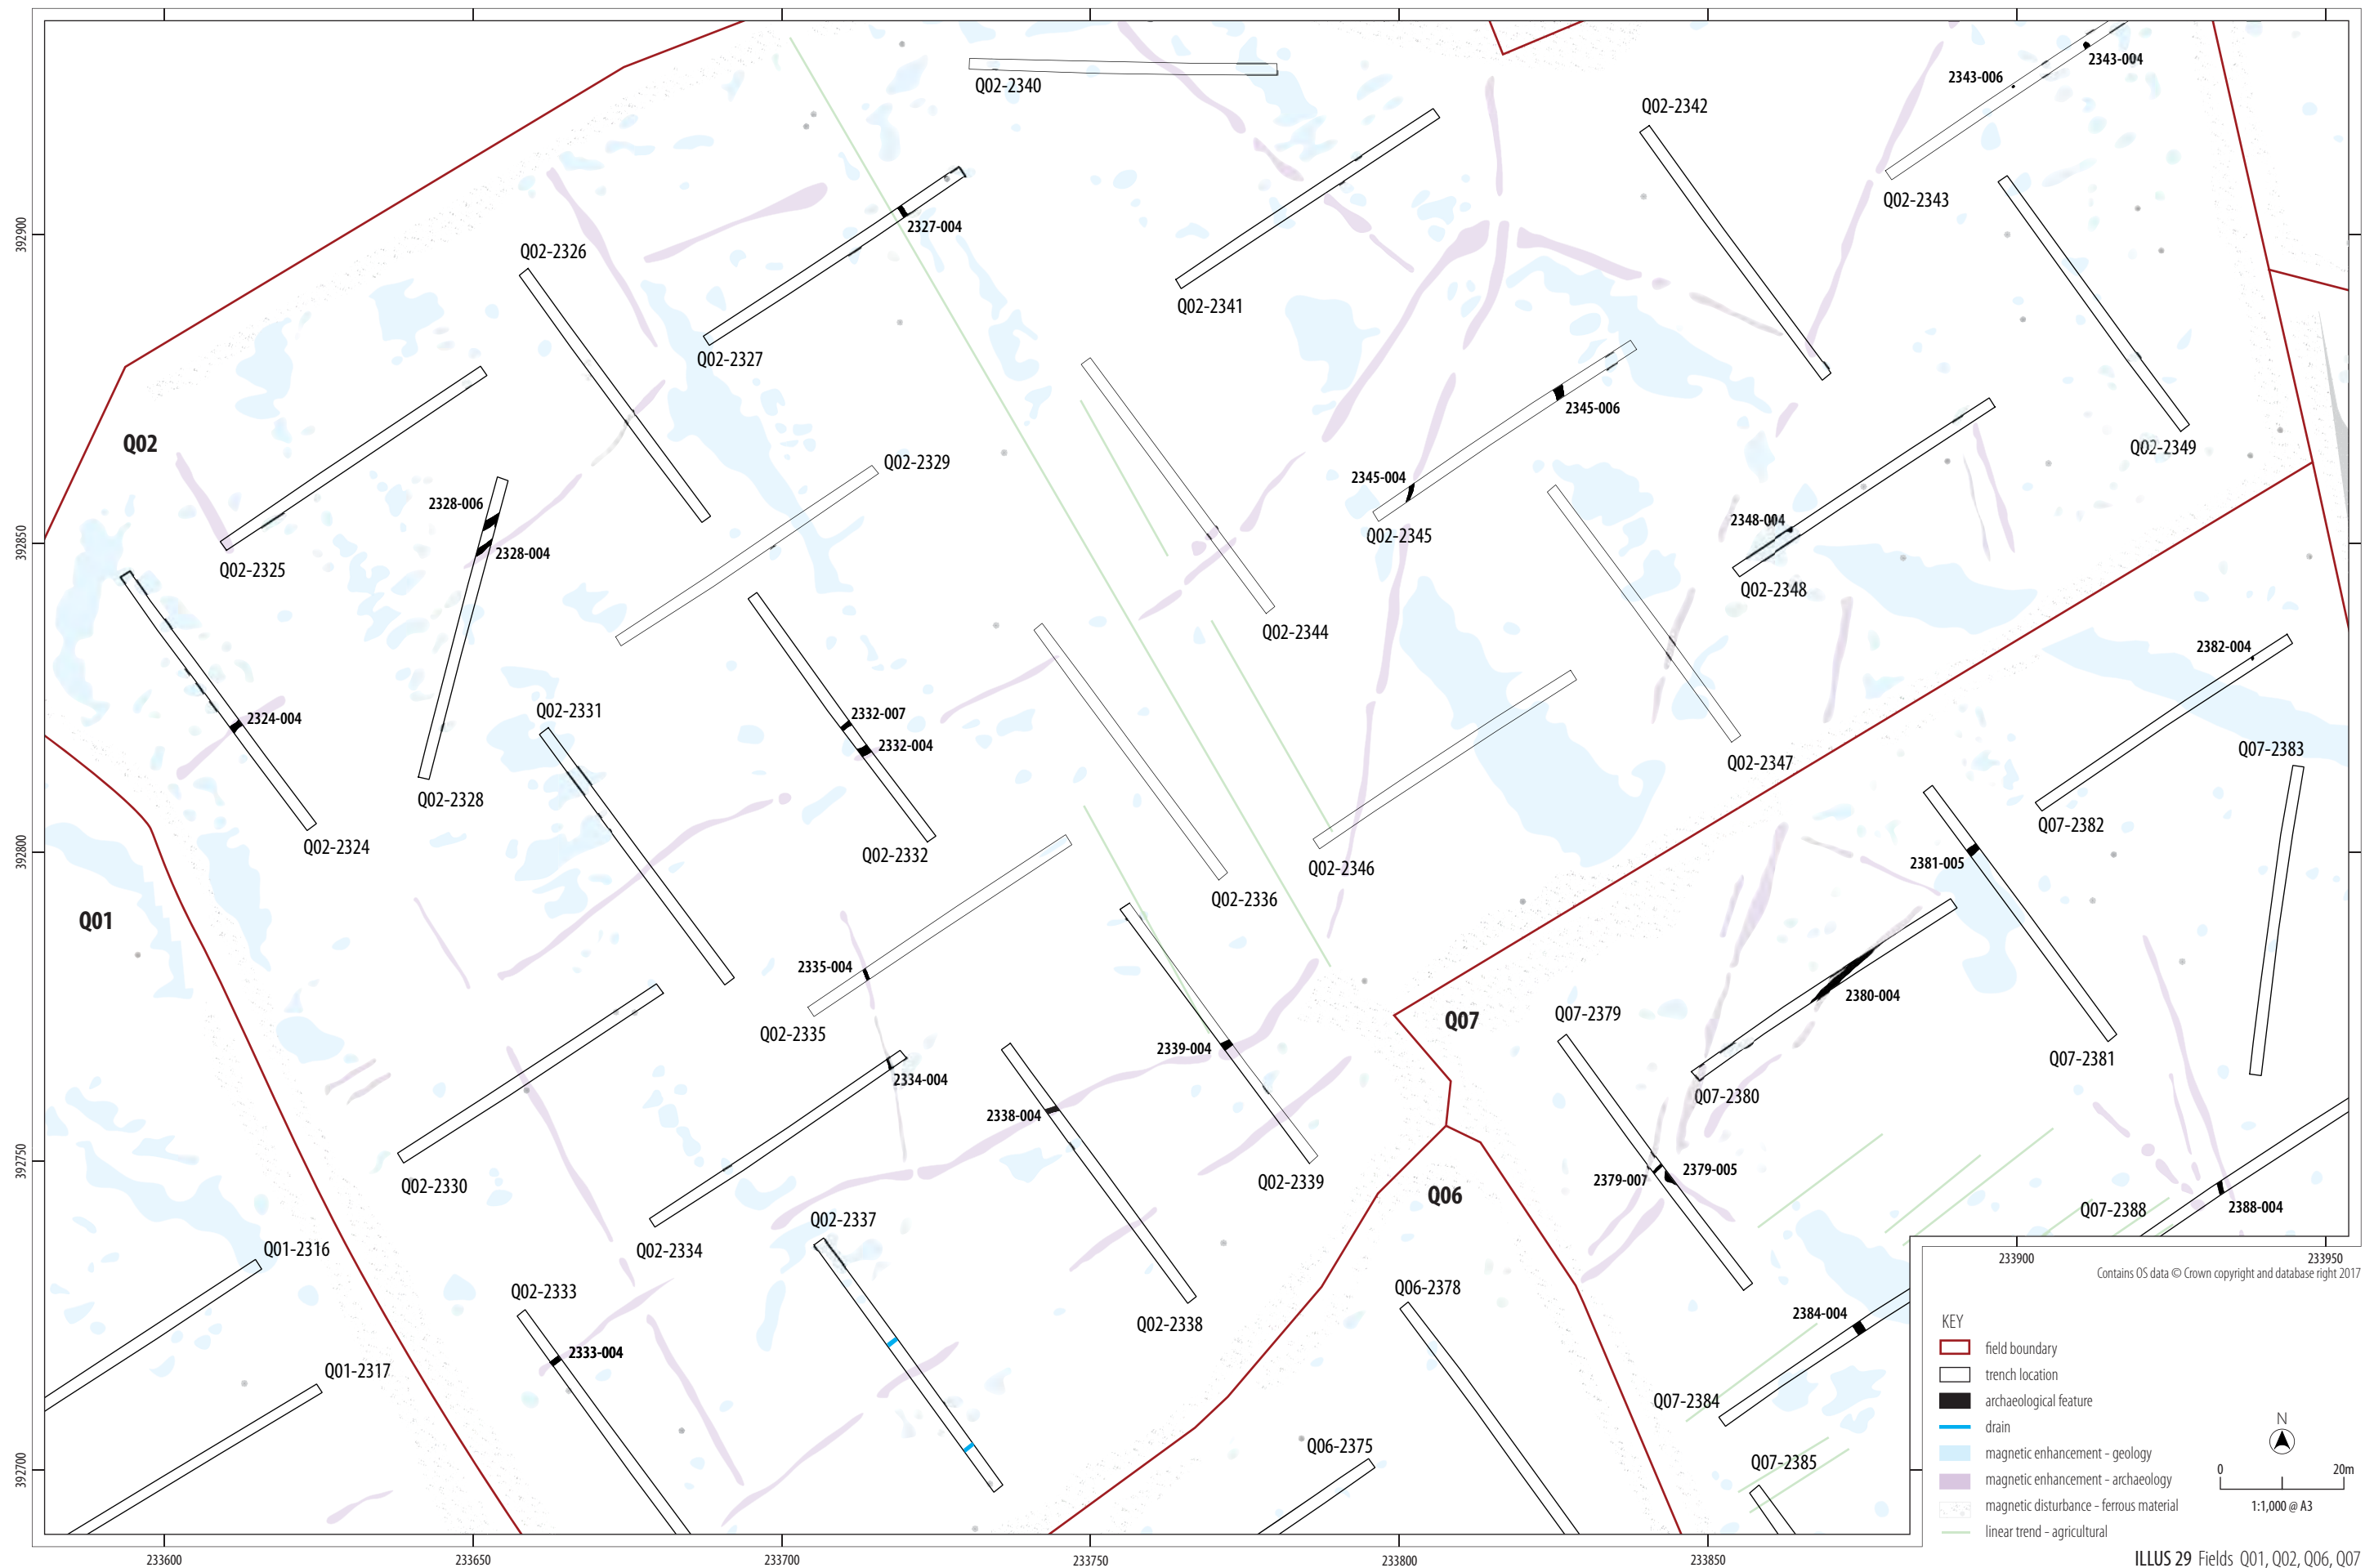 Q02-2340
2343-006
2343-004
Q02-2342
Q02-2343
2327-004
392900
Q02-2326
Q02-2341
Q02-2327
2345-006
Q02
Q02-2349
Q02-2329
2345-004
2328-006
Q02-2345
2348-004
392850
2328-004
Q02-2325
Q02-2348
Q02-2344
2382-004
Q02-2331
2324-004
2332-007
2332-004
Q07-2383
Q02-2347
Q02-2328
Q07-2382
Q02-2324
Q02-2332
392800
2381-005
Q02-2346
Q02-2336
Q01
2335-004
2380-004
Q07-2379
Q07
Q02-2335
2339-004
Q07-2381
2334-004
Q07-2380
2338-004
392750
2379-005
2379-007
Q02-2330
Q02-2339
Q06
2388-004
Q07-2388
Q02-2337
Q02-2334
Q01-2316
Q02-2333
Q06-2378
233900
233950
Contains OS data © Crown copyright and database right 2017
2384-004
Q02-2338
KEY
field boundary
2333-004
Q01-2317
trench location
Q07-2384
archaeological feature
N
drain
Q06-2375
magnetic enhancement - geology
392700
Q07-2385
0
20m
magnetic enhancement - archaeology
magnetic disturbance - ferrous material
1:1,000 @ A3
linear trend - agricultural
233600
233650
233700
233750
233800
233850
ILLUS 29 Fields Q01, Q02, Q06, Q07